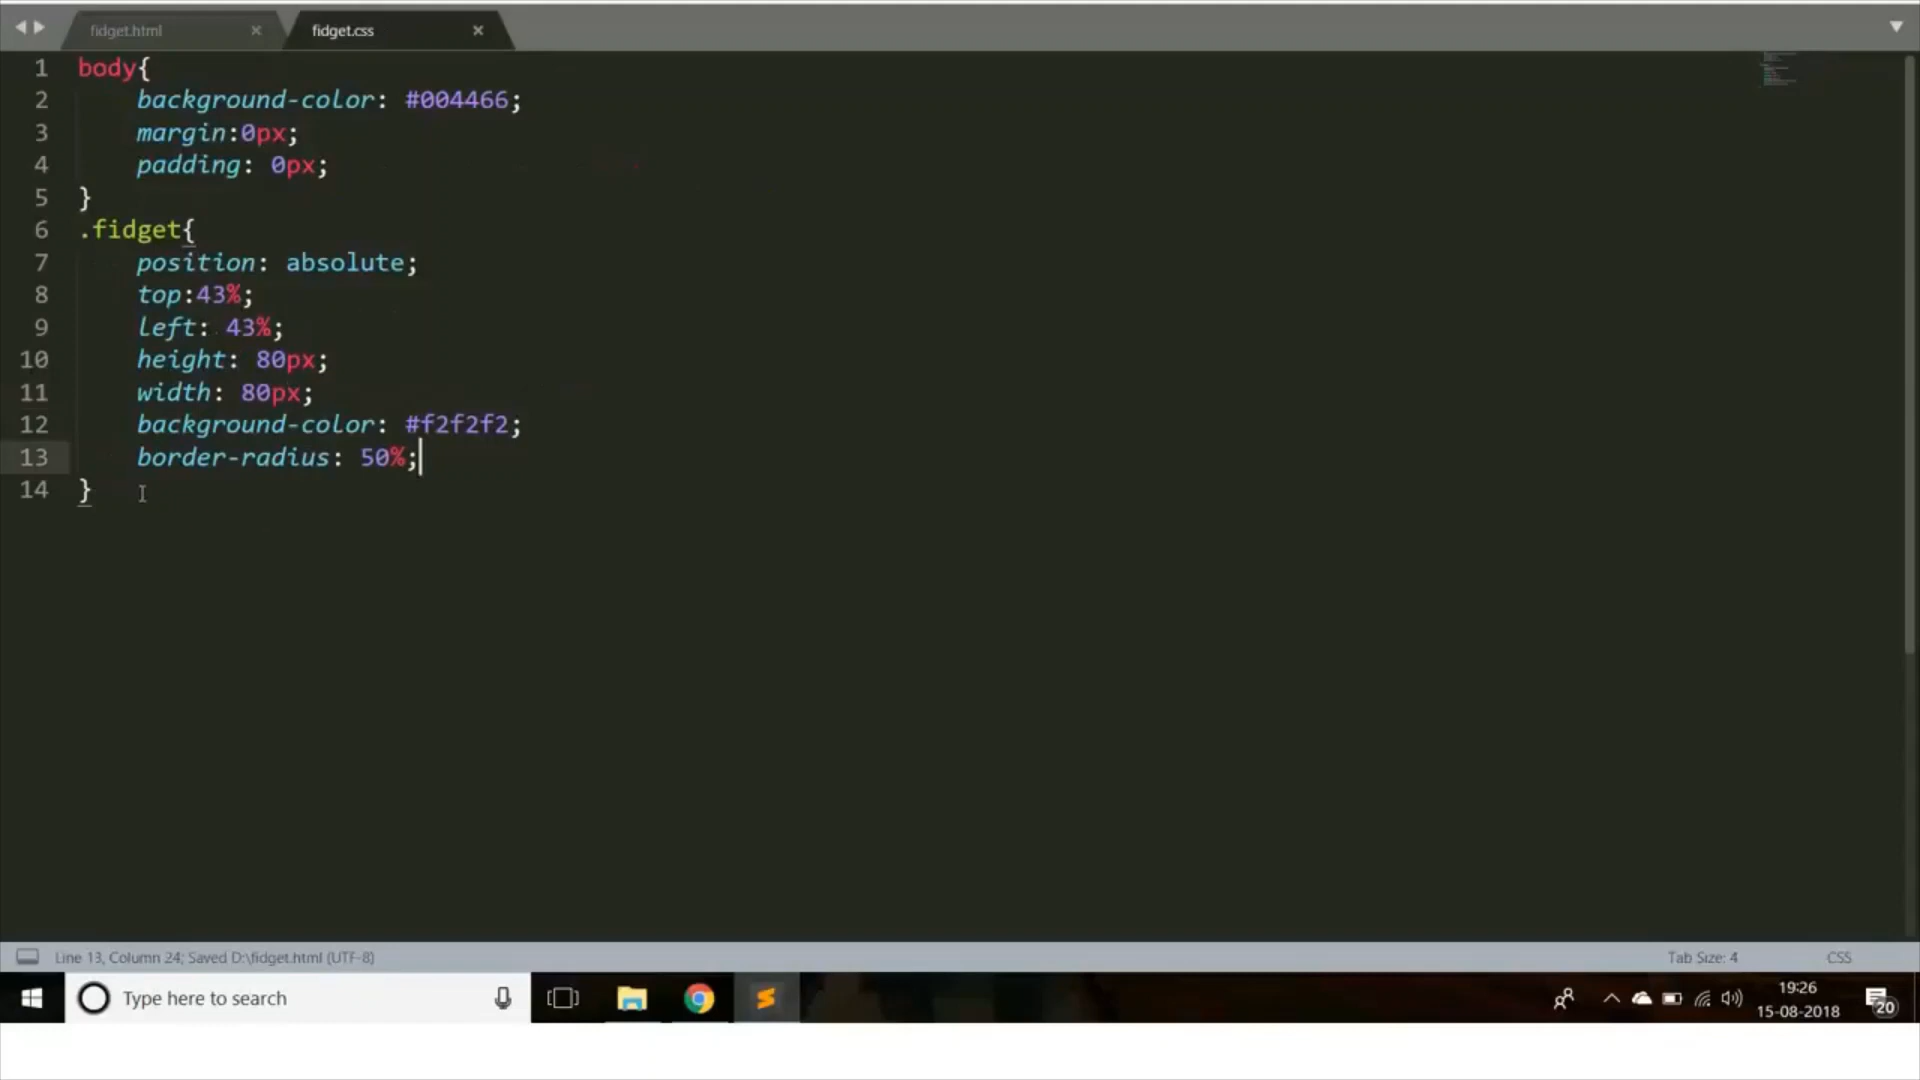 fidget.html
fidget.css
1 body{
2 background-color: #004466;
3 margin:0px;
4 padding: 0px;
5 }
6 .fidget{
7 position: absolute;
8 top:43%;
9 left: 43%;
10 height: 80px;
11 width: 80px;
12 background-color: #f2f2f2;
13 border-radius: 50%;
14 }
Line 13, Column 24; Saved D:\fidget.html (UTF-8)
Tab Size: 4
CSS
Type here to search
19:26
15-08-2018
20